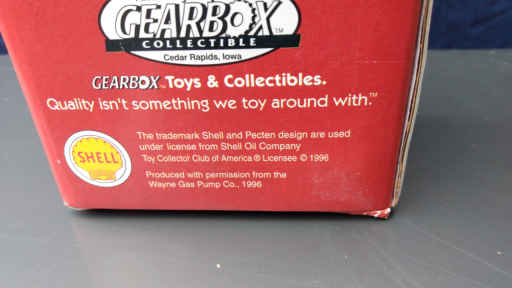 GEARBOX
COLLECTIBLE ™
Cedar Rapids, Iowa
GEARBOX™ Toys & Collectibles.
Quality isn't something we toy around with.™
SHELL
The trademark Shell and Pecten design are used
under license from Shell Oil Company
Toy Collector Club of America ® Licensee © 1996
Produced with permission from the
Wayne Gas Pump Co., 1996